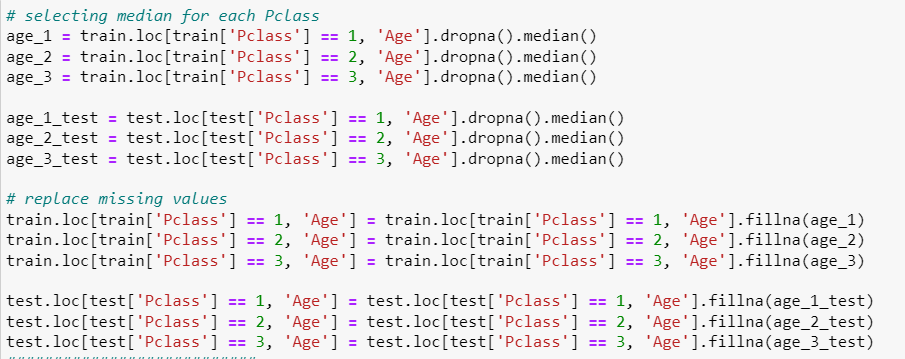 # selecting median for each Pclass
age_1 = train.loc[train['Pclass'] == 1, 'Age'].dropna().median()
age_2 = train.loc[train['Pclass'] == 2, 'Age'].dropna().median()
age_3 = train.loc[train['Pclass'] == 3, 'Age'].dropna().median()
age_1_test = test.loc[test['Pclass'] == 1, 'Age'].dropna().median()
age_2_test = test.loc[test['Pclass'] == 2, 'Age'].dropna().median()
age_3_test = test.loc[test['Pclass'] == 3, 'Age'].dropna().median()
# replace missing values
train.loc[train['Pclass'] == 1, 'Age'] = train.loc[train['Pclass'] == 1, 'Age'].fillna(age_1)
train.loc[train['Pclass'] == 2, 'Age'] = train.loc[train['Pclass'] == 2, 'Age'].fillna(age_2)
train.loc[train['Pclass'] == 3, 'Age'] = train.loc[train['Pclass'] == 3, 'Age'].fillna(age_3)
test.loc[test['Pclass'] == 1, 'Age'] = test.loc[test['Pclass'] == 1, 'Age'].fillna(age_1_test)
test.loc[test['Pclass'] == 2, 'Age'] = test.loc[test['Pclass'] == 2, 'Age'].fillna(age_2_test)
test.loc[test['Pclass'] == 3, 'Age'] = test.loc[test['Pclass'] == 3, 'Age'].fillna(age_3_test)